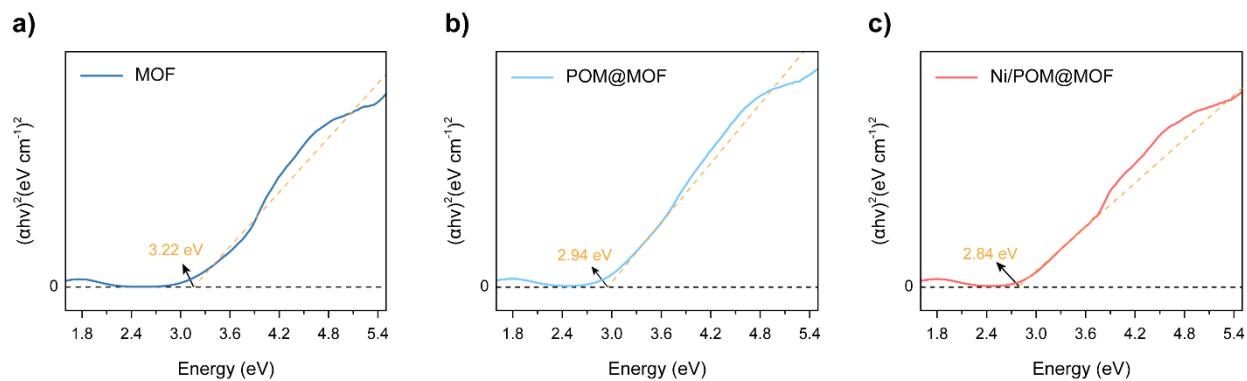 a)
MOF
(αhν)²(eV cm⁻¹)²
3.22 eV
0
1.8 2.4 3.0 3.6 4.2 4.8 5.4
Energy (eV)
b)
POM@MOF
(αhν)²(eV cm⁻¹)²
2.94 eV
0
1.8 2.4 3.0 3.6 4.2 4.8 5.4
Energy (eV)
c)
Ni/POM@MOF
(αhν)²(eV cm⁻¹)²
2.84 eV
0
1.8 2.4 3.0 3.6 4.2 4.8 5.4
Energy (eV)